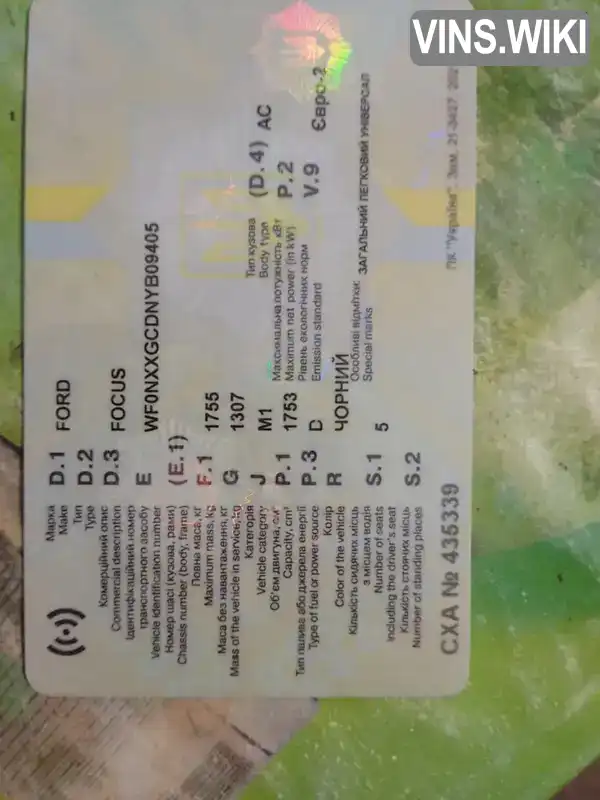 VINS.WIKI
Марка
Make D.1 FORD
Тип
Type D.2
Комерційний опис
Commercial description D.3 FOCUS
Ідентифікаційний номер
транспортного засобу E WF0NXXGCDNYB09405
Vehicle identification number
Номер шасі (кузова, рами) (E.1)
Chassis number (body, frame)
Повна маса, кг F.1 1755
Maximum mass, kg
Маса без навантаження, кг G 1307
Mass of the vehicle in service, kg
Категорія J M1 Тип кузова (D.4) AC
Vehicle category Body type
Об'єм двигуна, см³ P.1 1753 Максимальна потужність кВт P.2
Capacity, cm³ Maximum net power (in kW)
Тип палива або джерела енергії P.3 D Рівень екологічних норм V.9 Євро-2
Type of fuel or power source Emission standard
Колір R ЧОРНИЙ
Color of the vehicle
Кількість сидячих місць S.1 5 Особливі відмітки: ЗАГАЛЬНИЙ ЛЕГКОВИЙ УНІВЕРСАЛ
з місцем водія Special marks
Number of seats
Including the driver's seat
Кількість стоячих місць S.2
Number of standing places
СХА № 435339
ПК "Україна". Зам. 21-3427